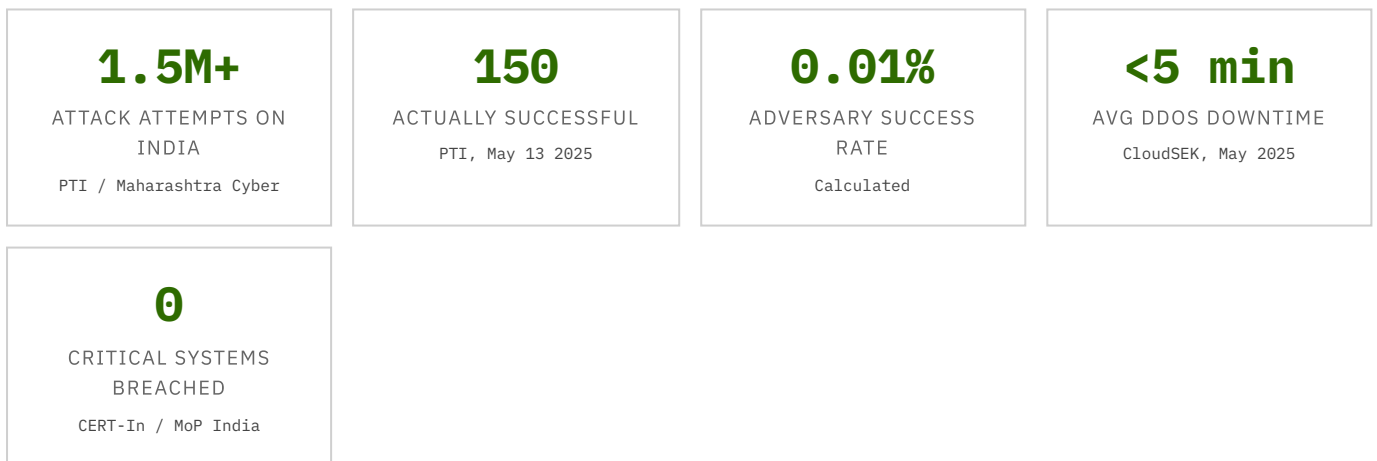 1.5M+
ATTACK ATTEMPTS ON
INDIA
PTI / Maharashtra Cyber
150
ACTUALLY SUCCESSFUL
PTI, May 13 2025
0.01%
ADVERSARY SUCCESS
RATE
Calculated
<5 min
AVG DDOS DOWNTIME
CloudSEK, May 2025
0
CRITICAL SYSTEMS
BREACHED
CERT-In / MoP India